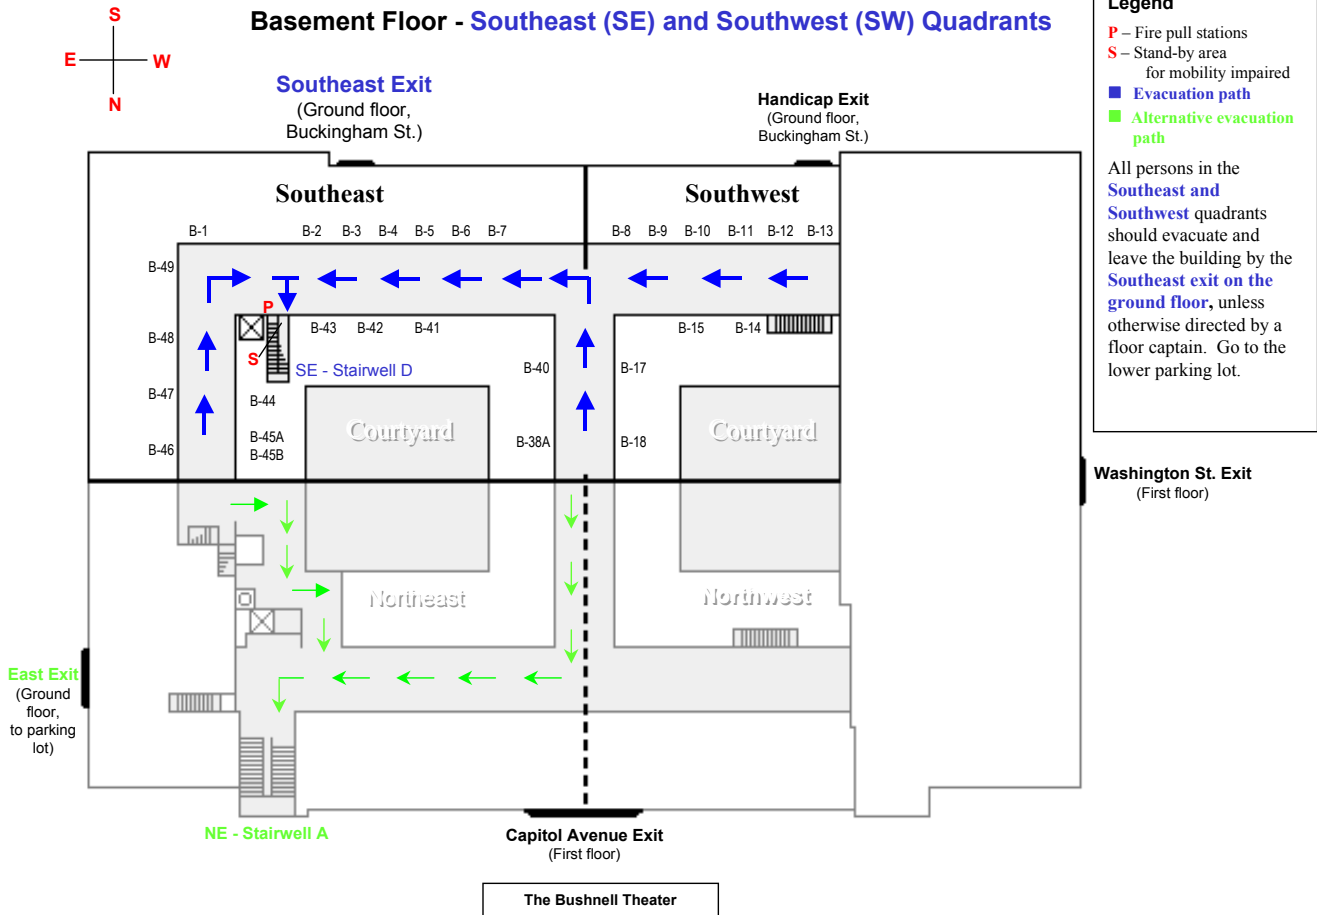 Basement Floor - Southeast (SE) and Southwest (SW) Quadrants
S
E
W
N
Legend
P – Fire pull stations
S – Stand-by area
for mobility impaired
Evacuation path
Alternative evacuation
path
All persons in the
Southeast and
Southwest quadrants
should evacuate and
leave the building by the
Southeast exit on the
ground floor, unless
otherwise directed by a
floor captain. Go to the
lower parking lot.
Southeast Exit
(Ground floor,
Buckingham St.)
Handicap Exit
(Ground floor,
Buckingham St.)
Southeast
Southwest
B-1
B-2
B-3
B-4
B-5
B-6
B-7
B-8
B-9
B-10
B-11
B-12
B-13
B-49
P
B-48
B-43
B-42
B-41
B-15
B-14
S
SE - Stairwell D
B-40
B-17
B-47
B-44
B-46
B-45A
B-45B
Courtyard
B-38A
B-18
Courtyard
Washington St. Exit
(First floor)
Northeast
Northwest
East Exit
(Ground
floor,
to parking
lot)
NE - Stairwell A
Capitol Avenue Exit
(First floor)
The Bushnell Theater